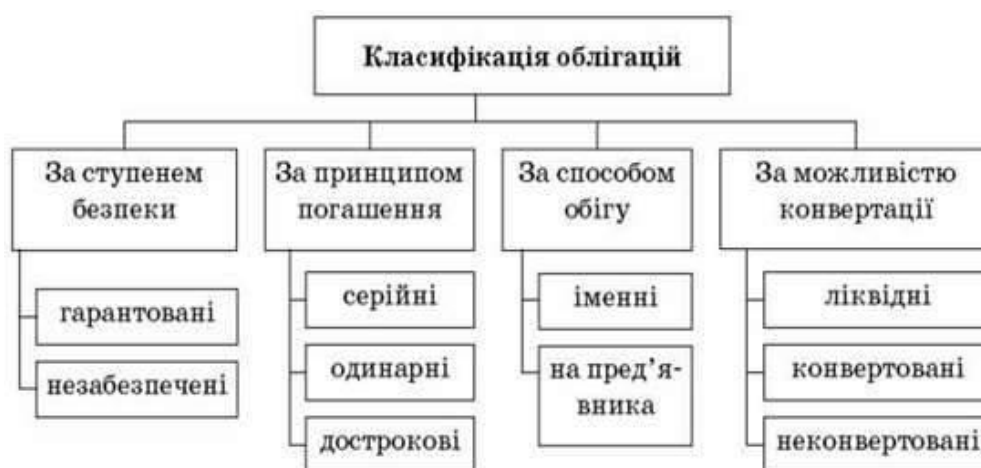 Класифікація облігацій
За ступенем
безпеки
гарантовані
незабезпечені
За принципом
погашення
серійні
одинарні
дострокові
За способом
обігу
іменні
на пред’я-
вника
За можливістю
конвертації
ліквідні
конвертовані
неконвертовані